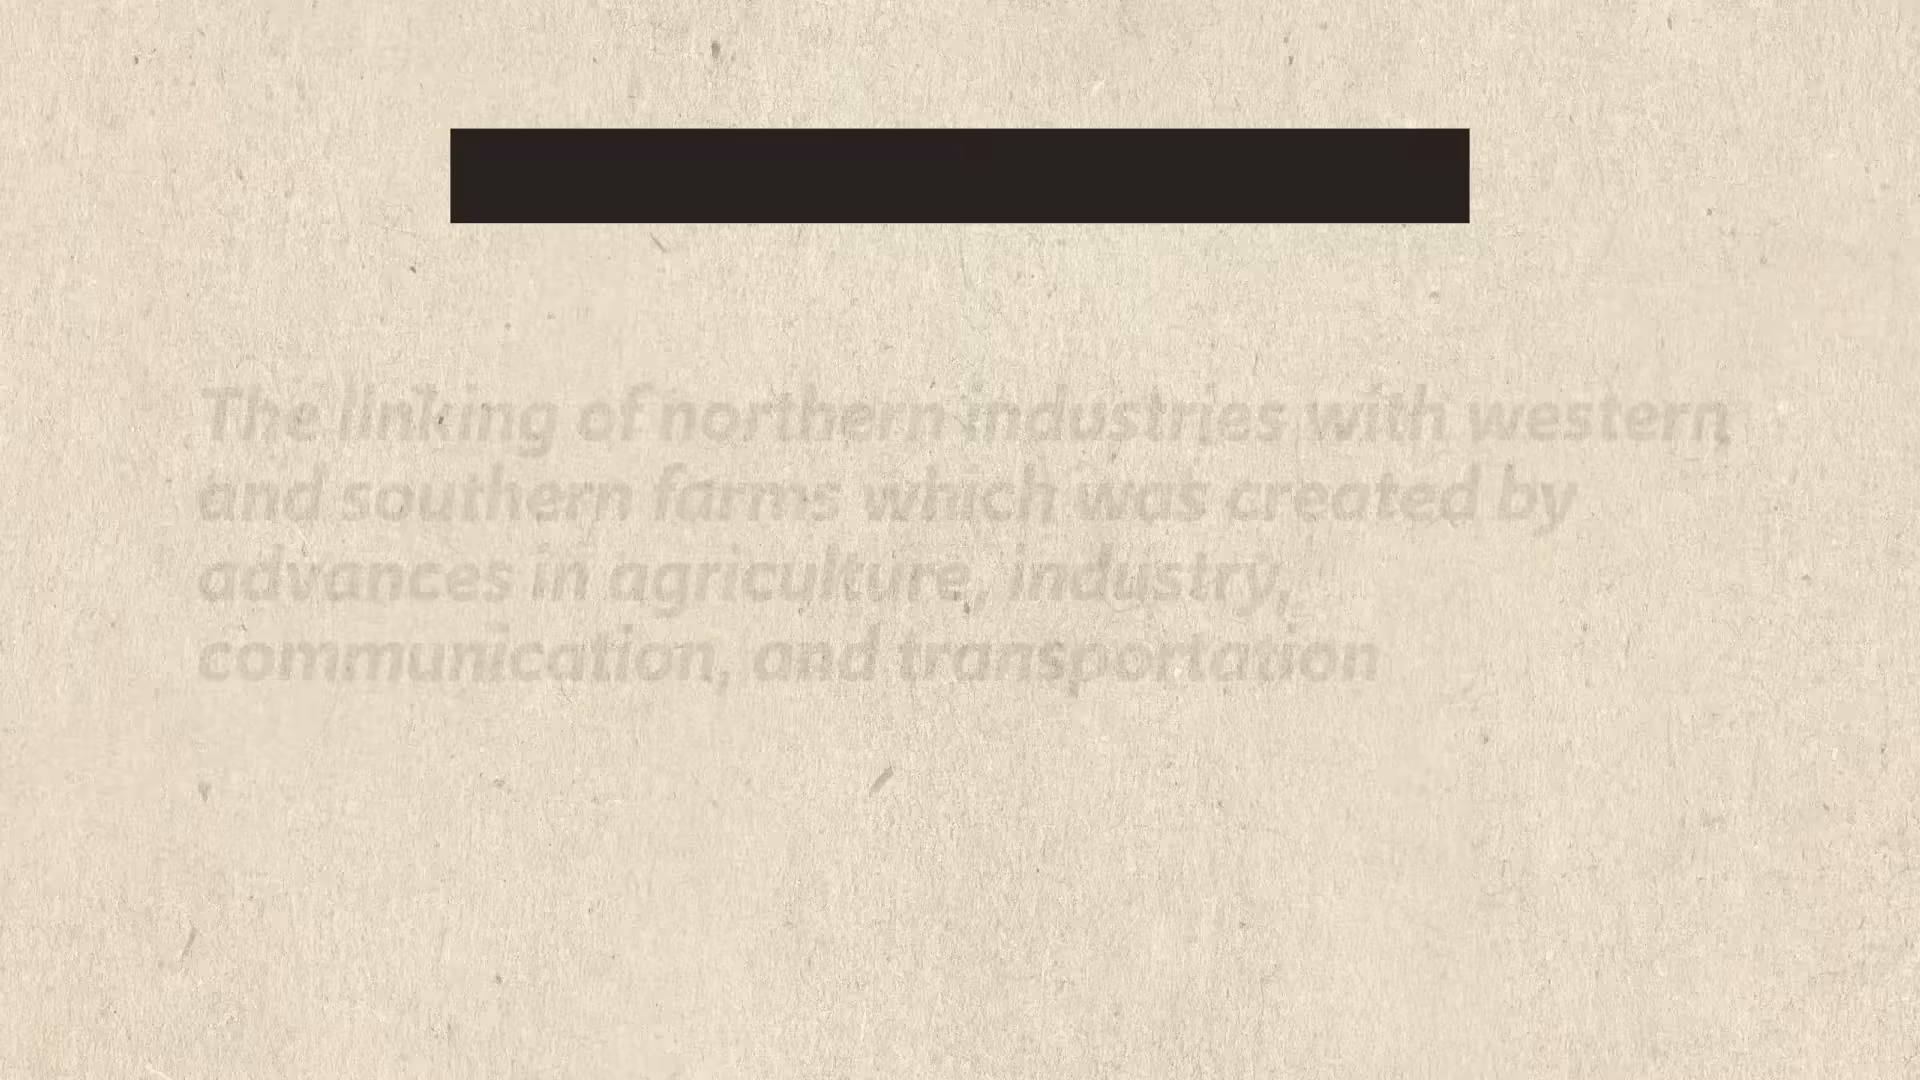 The linking of northern industries with western
and southern farms which was created by
advances in agriculture, industry,
communication, and transportation